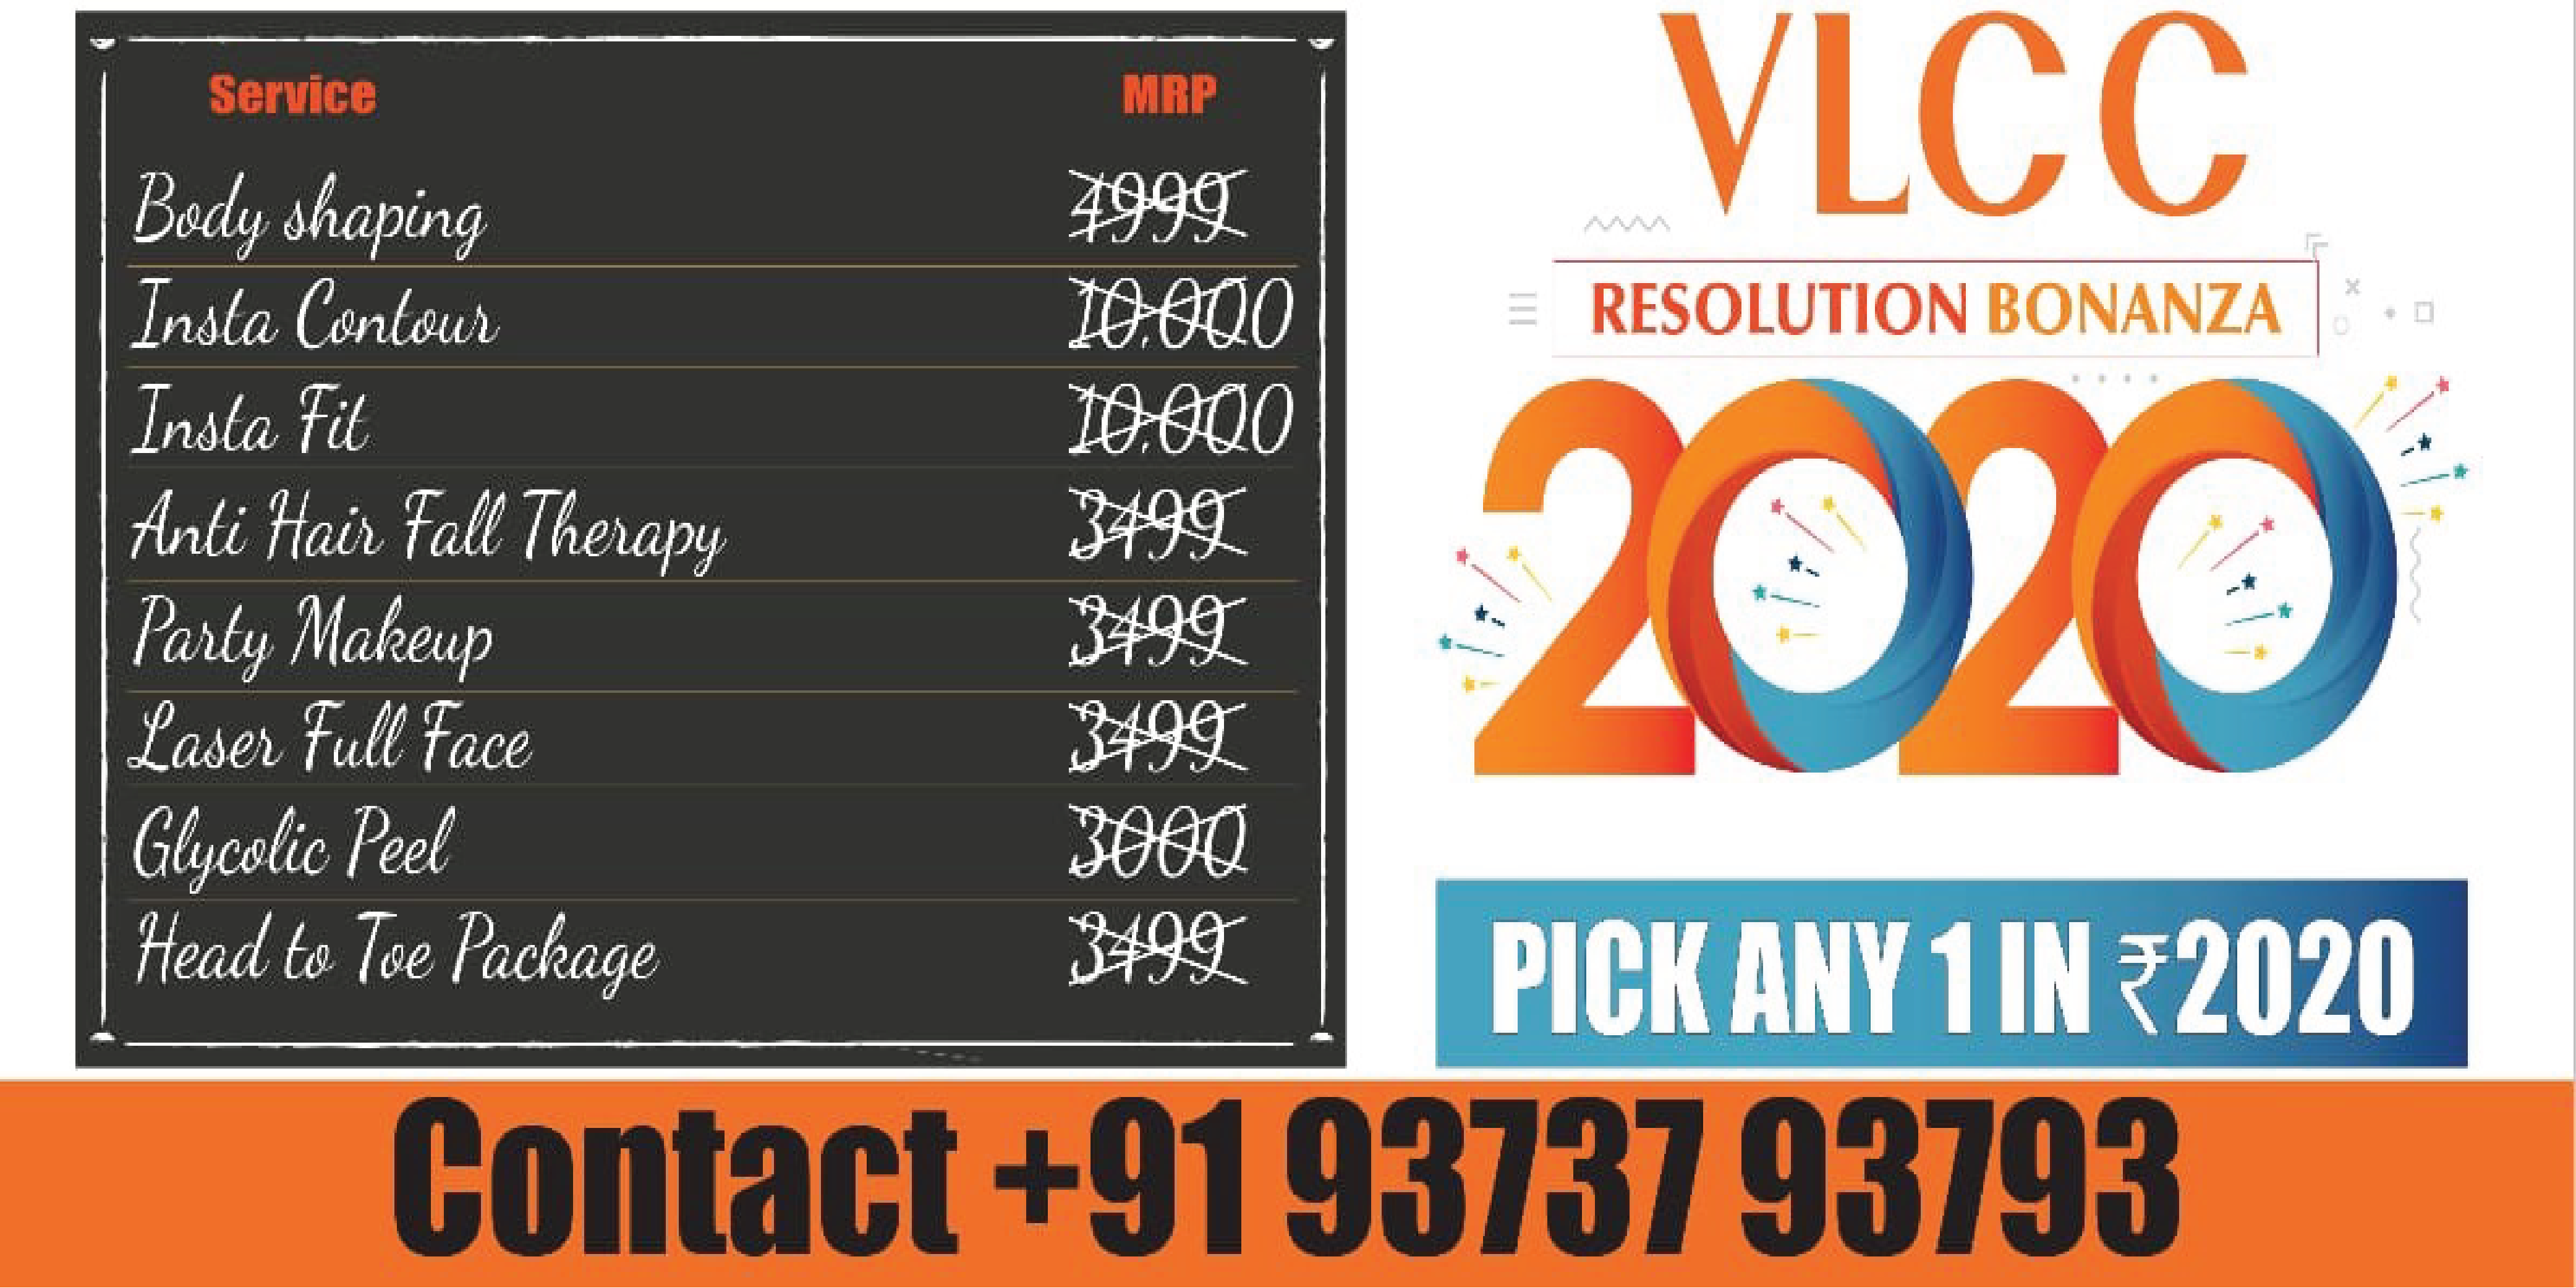 Service MRP
Body shaping 4999
Insta Contour 10,000
Insta Fit 10,000
Anti Hair Fall Therapy 3499
Party Makeup 3499
Laser Full Face 3499
Glycolic Peel 3000
Head to Toe Package 3499
VLCC
RESOLUTION BONANZA
2020
PICK ANY 1 IN ₹2020
Contact +91 93737 93793